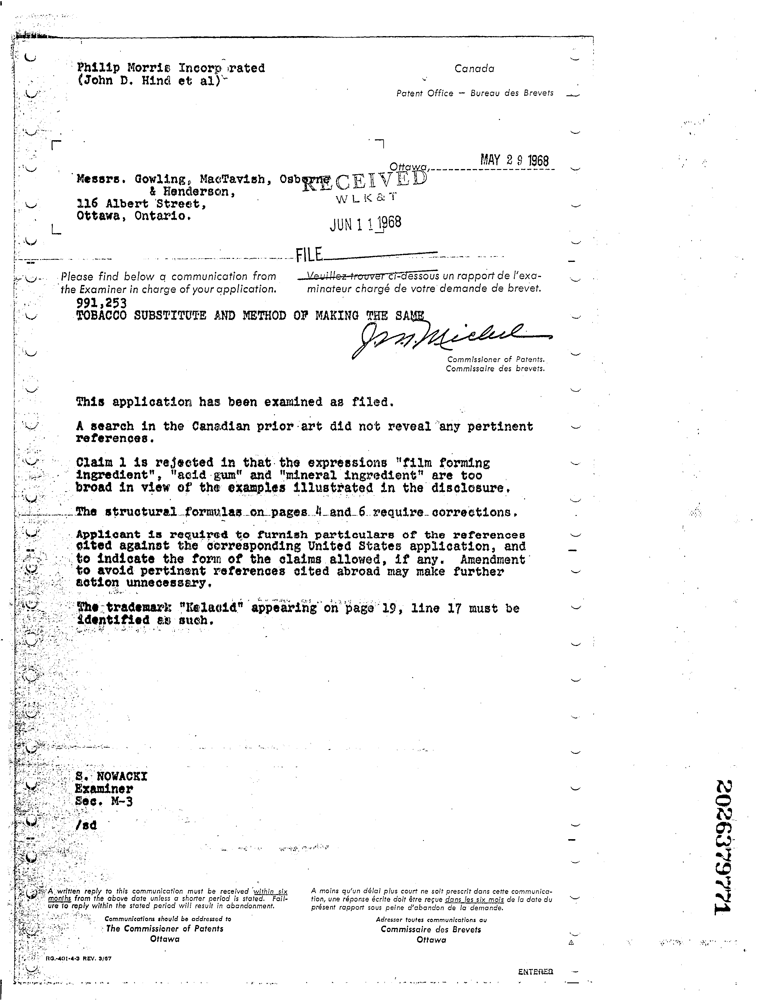 Philip Morris Incorp rated
(John D. Hind et al)
Canada
Patent Office — Bureau des Brevets
Ottawa, MAY 29 1968
Messrs. Gowling, MacTavish, Osborne
& Henderson,
116 Albert Street,
Ottawa, Ontario.
RECEIVED
WLK&T
JUN 11 1968
FILE
Please find below a communication from
the Examiner in charge of your application.
Veuillez trouver ci-dessous un rapport de l'exa-
minateur chargé de votre demande de brevet.
991,253
TOBACCO SUBSTITUTE AND METHOD OF MAKING THE SAME
Commissioner of Patents.
Commissaire des brevets.
This application has been examined as filed.
A search in the Canadian prior art did not reveal any pertinent
references.
Claim 1 is rejected in that the expressions "film forming
ingredient", "acid gum" and "mineral ingredient" are too
broad in view of the examples illustrated in the disclosure.
The structural formulas on pages 4 and 6 require corrections.
Applicant is required to furnish particulars of the references
cited against the corresponding United States application, and
to indicate the form of the claims allowed, if any. Amendment
to avoid pertinent references cited abroad may make further
action unnecessary.
The trademark "Kelacid" appearing on page 19, line 17 must be
identified as such.
S. NOWACKI
Examiner
Sec. M-3
/sd
2026379771
A written reply to this communication must be received within six
months from the above date unless a shorter period is stated. Fail-
ure to reply within the stated period will result in abandonment.
Communications should be addressed to
The Commissioner of Patents
Ottawa
A moins qu'un délai plus court ne soit prescrit dans cette communica-
tion, une réponse écrite doit être reçue dans les six mois de la date du
présent rapport sous peine d'abandon de la demande.
Adresser toutes communications au
Commissaire des Brevets
Ottawa
RG.-401-4-3 REV. 3/67
ENTERED